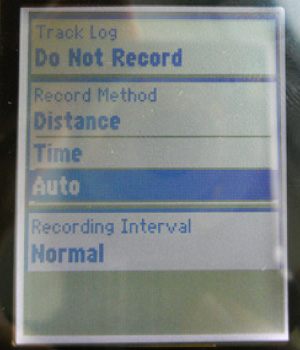 Track Log
Do Not Record
Record Method
Distance
Time
Auto
Recording Interval
Normal